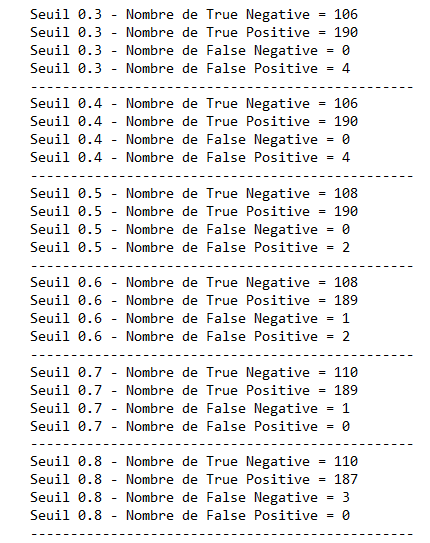 Seuil 0.3 - Nombre de True Negative = 106
Seuil 0.3 - Nombre de True Positive = 190
Seuil 0.3 - Nombre de False Negative = 0
Seuil 0.3 - Nombre de False Positive = 4
-----------------------------------------------
Seuil 0.4 - Nombre de True Negative = 106
Seuil 0.4 - Nombre de True Positive = 190
Seuil 0.4 - Nombre de False Negative = 0
Seuil 0.4 - Nombre de False Positive = 4
-----------------------------------------------
Seuil 0.5 - Nombre de True Negative = 108
Seuil 0.5 - Nombre de True Positive = 190
Seuil 0.5 - Nombre de False Negative = 0
Seuil 0.5 - Nombre de False Positive = 2
-----------------------------------------------
Seuil 0.6 - Nombre de True Negative = 108
Seuil 0.6 - Nombre de True Positive = 189
Seuil 0.6 - Nombre de False Negative = 1
Seuil 0.6 - Nombre de False Positive = 2
-----------------------------------------------
Seuil 0.7 - Nombre de True Negative = 110
Seuil 0.7 - Nombre de True Positive = 189
Seuil 0.7 - Nombre de False Negative = 1
Seuil 0.7 - Nombre de False Positive = 0
-----------------------------------------------
Seuil 0.8 - Nombre de True Negative = 110
Seuil 0.8 - Nombre de True Positive = 187
Seuil 0.8 - Nombre de False Negative = 3
Seuil 0.8 - Nombre de False Positive = 0
-----------------------------------------------